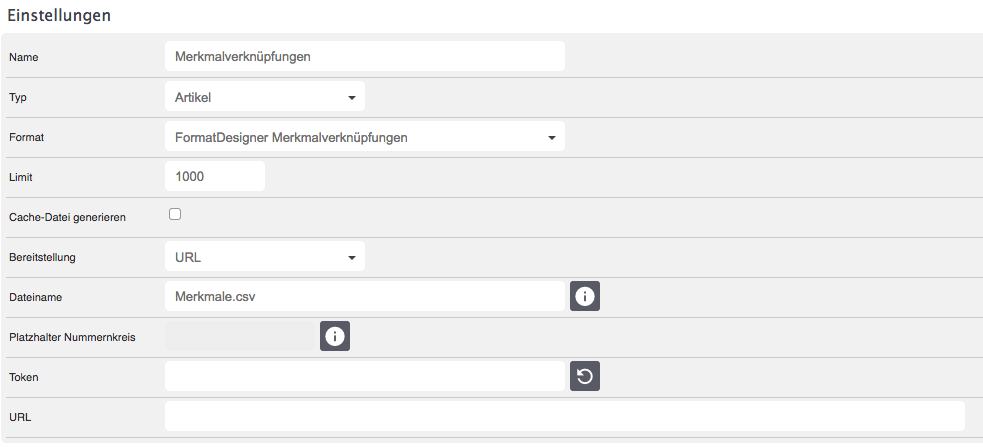 Einstellungen
Name Merkmalverknüpfungen
Typ Artikel
Format FormatDesigner Merkmalverknüpfungen
Limit 1000
Cache-Datei generieren
Bereitstellung URL
Dateiname Merkmale.csv
Platzhalter Nummernkreis
Token
URL